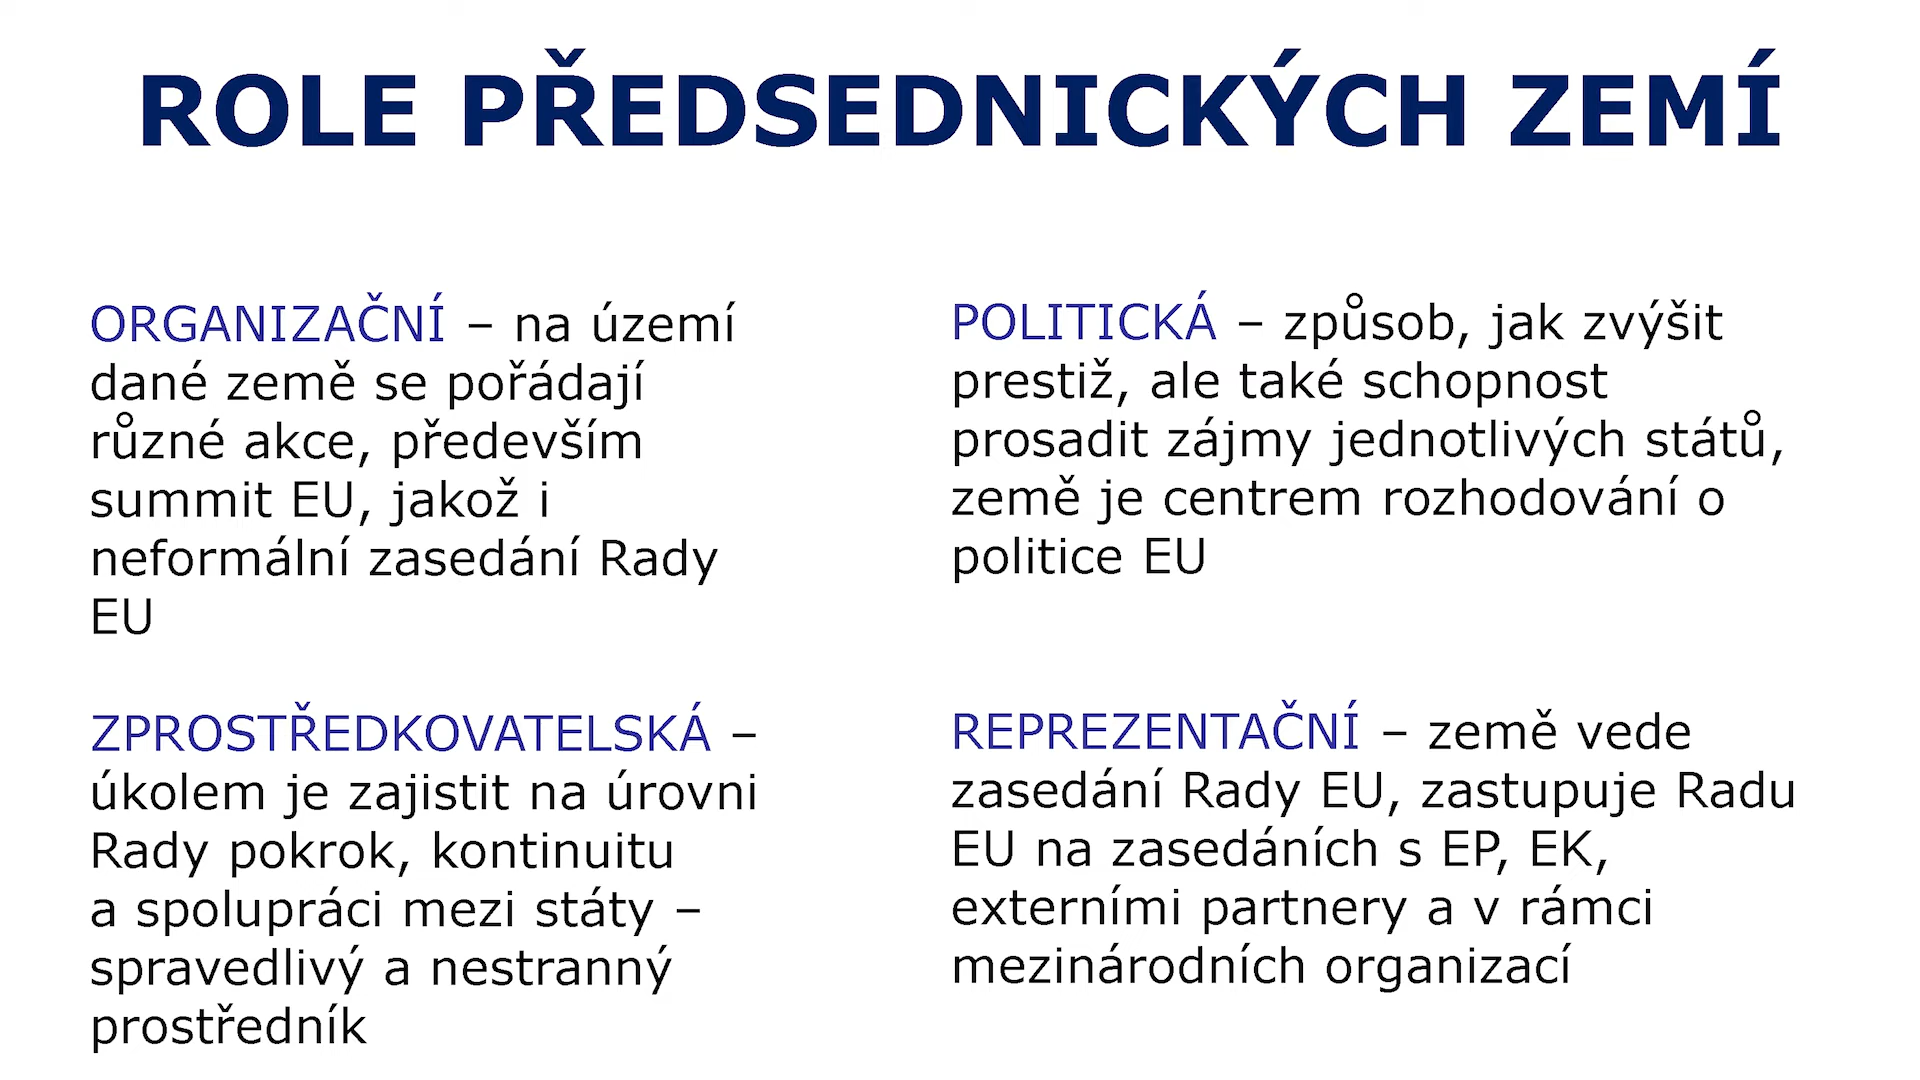 ROLE PŘEDSEDNICKÝCH ZEMÍ
ORGANIZAČNÍ – na území
dané země se pořádají
různé akce, především
summit EU, jakož i
neformální zasedání Rady
EU
ZPROSTŘEDKOVATELSKÁ –
úkolem je zajistit na úrovni
Rady pokrok, kontinuitu
a spolupráci mezi státy –
spravedlivý a nestranný
prostředník
POLITICKÁ – způsob, jak zvýšit
prestiž, ale také schopnost
prosadit zájmy jednotlivých států,
země je centrem rozhodování o
politice EU
REPREZENTAČNÍ – země vede
zasedání Rady EU, zastupuje Radu
EU na zasedáních s EP, EK,
externími partnery a v rámci
mezinárodních organizací